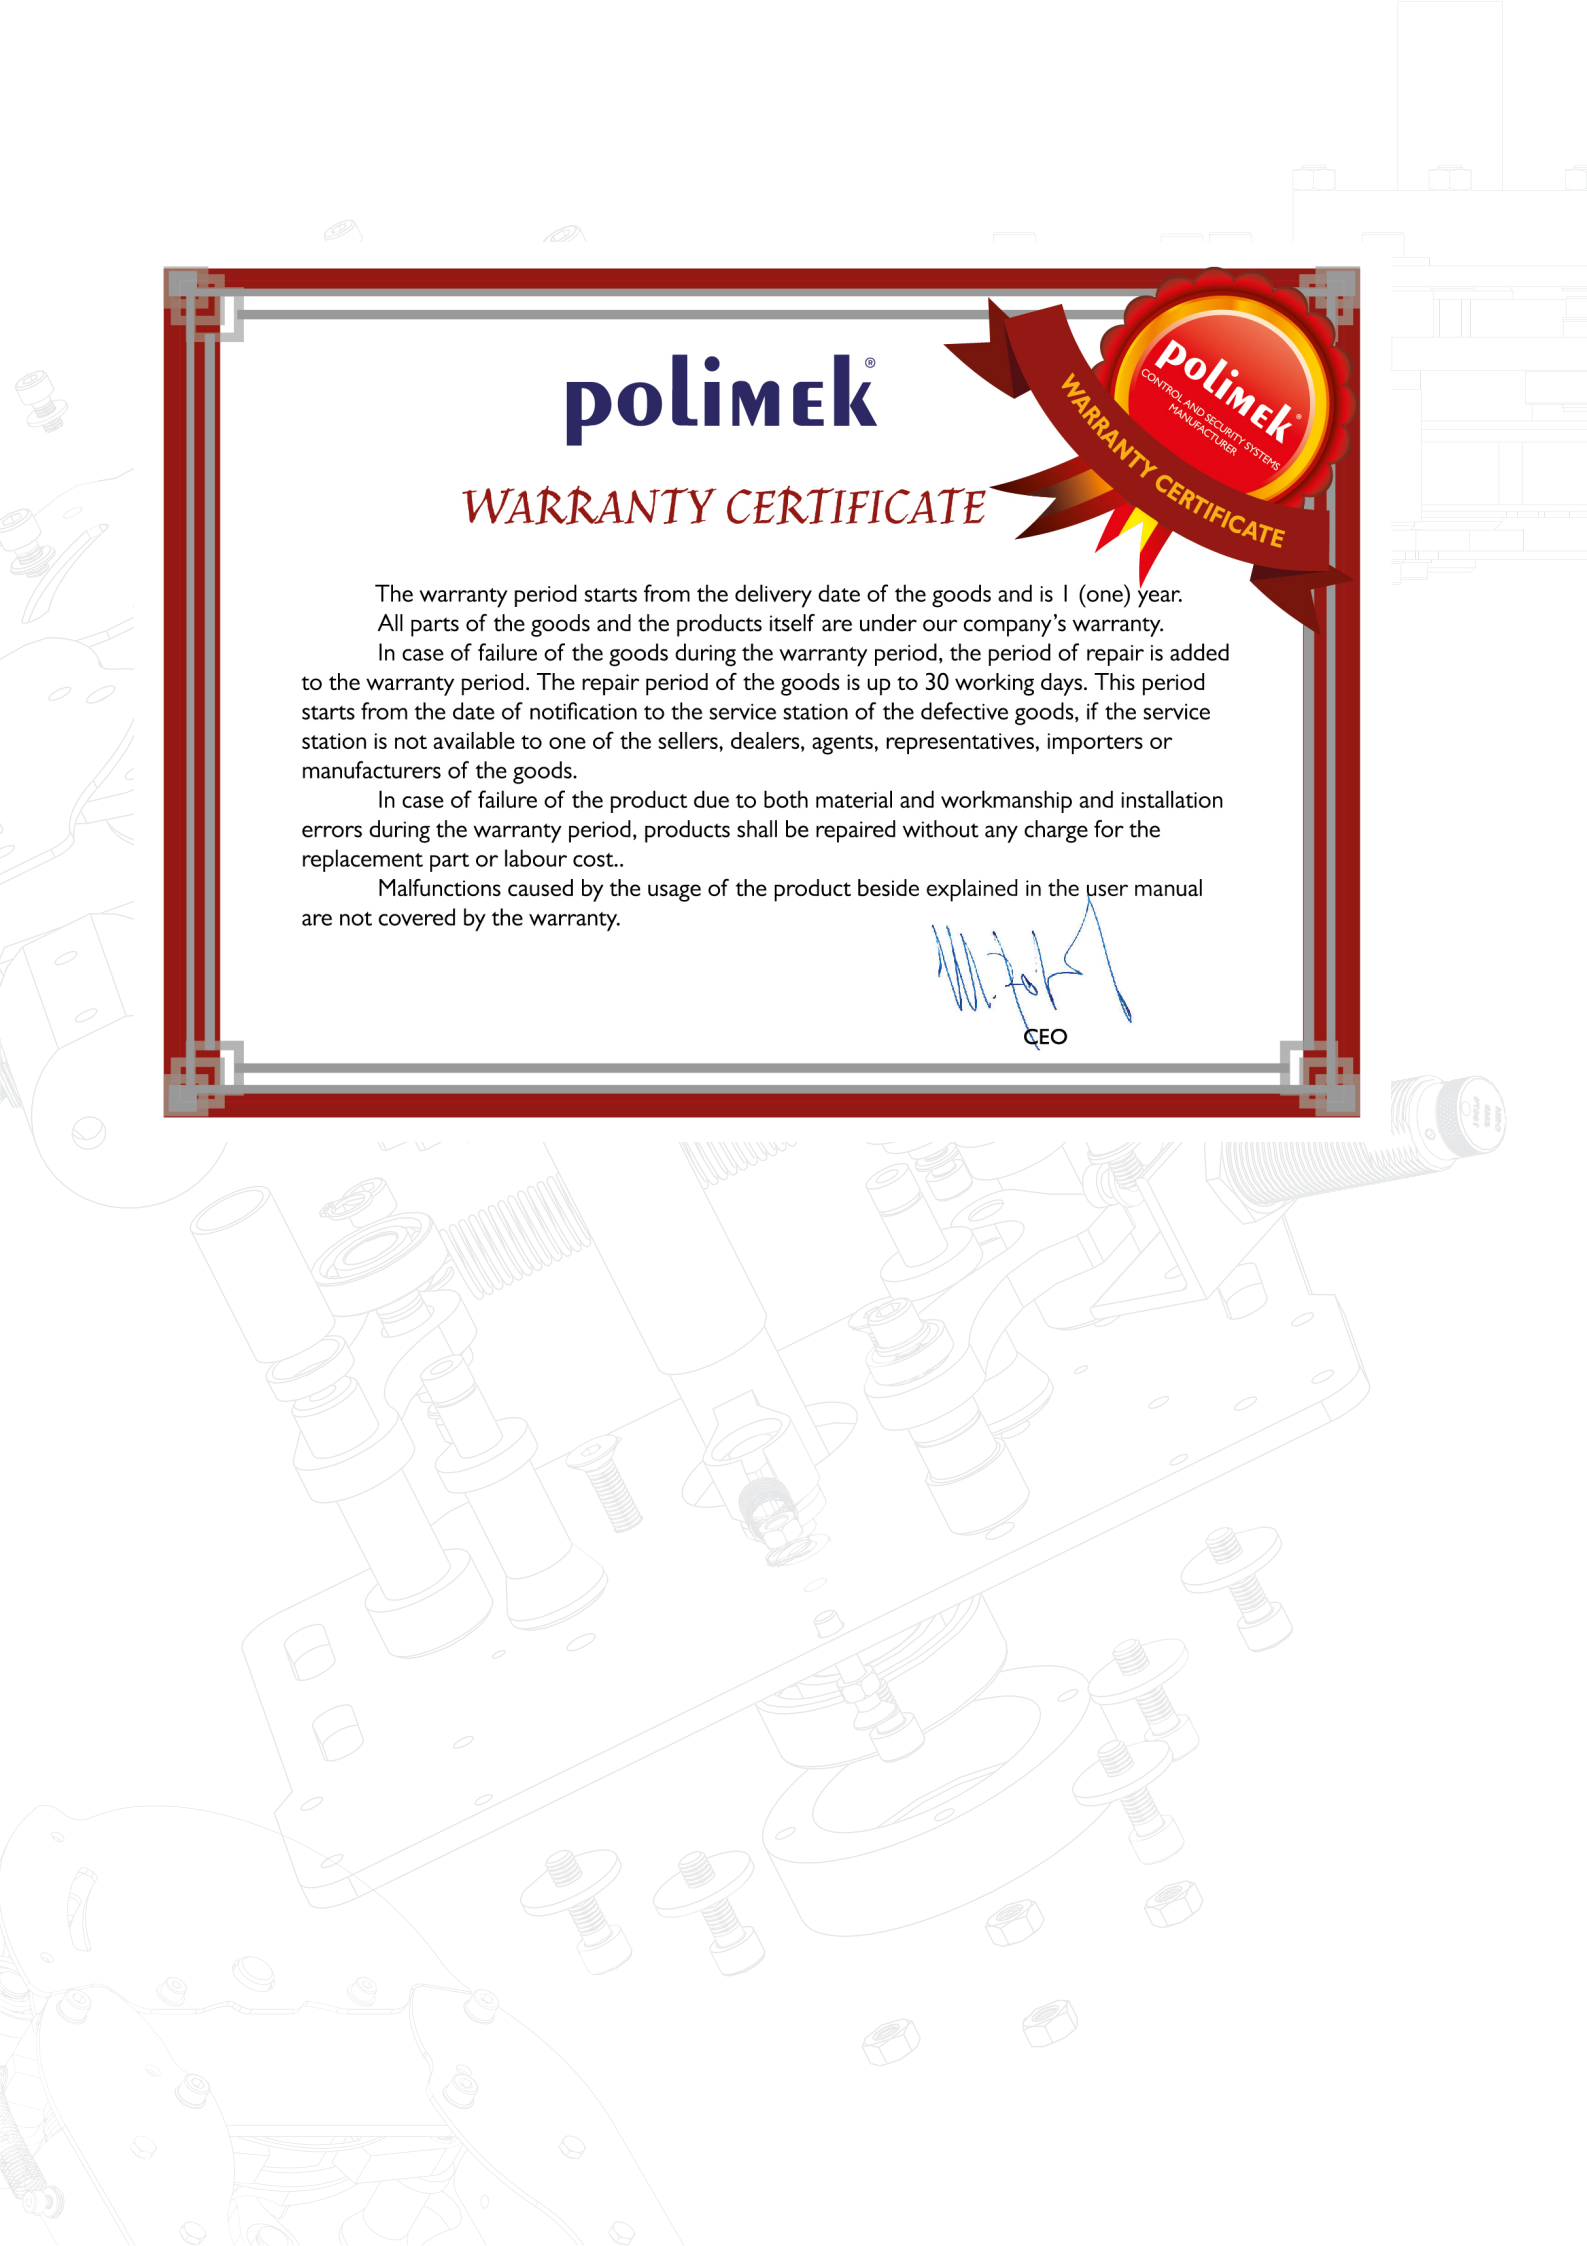 polimek®
WARRANTY CERTIFICATE
polimek®
CONTROL AND SECURITY SYSTEMS
MANUFACTURER
WARRANTY CERTIFICATE
The warranty period starts from the delivery date of the goods and is 1 (one) year.
All parts of the goods and the products itself are under our company’s warranty.
In case of failure of the goods during the warranty period, the period of repair is added
to the warranty period. The repair period of the goods is up to 30 working days. This period
starts from the date of notification to the service station of the defective goods, if the service
station is not available to one of the sellers, dealers, agents, representatives, importers or
manufacturers of the goods.
In case of failure of the product due to both material and workmanship and installation
errors during the warranty period, products shall be repaired without any charge for the
replacement part or labour cost..
Malfunctions caused by the usage of the product beside explained in the user manual
are not covered by the warranty.
CEO